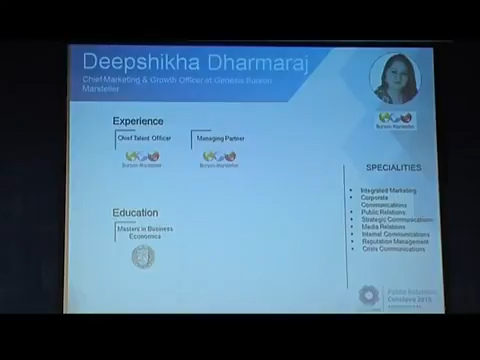 Deepshikha Dharmaraj
Chief Marketing & Growth Officer at Genesis Burson
Marsteller
Experience
Chief Talent Officer
Managing Partner
Burson-Marsteller
Burson-Marsteller
Burson-Marsteller
SPECIALITIES
Integrated Marketing
Corporate
Communications
Public Relations
Strategic Communications
Media Relations
Internal Communications
Reputation Management
Crisis Communications
Education
Masters in Business
Economics
Public Relations
Conclave 2015